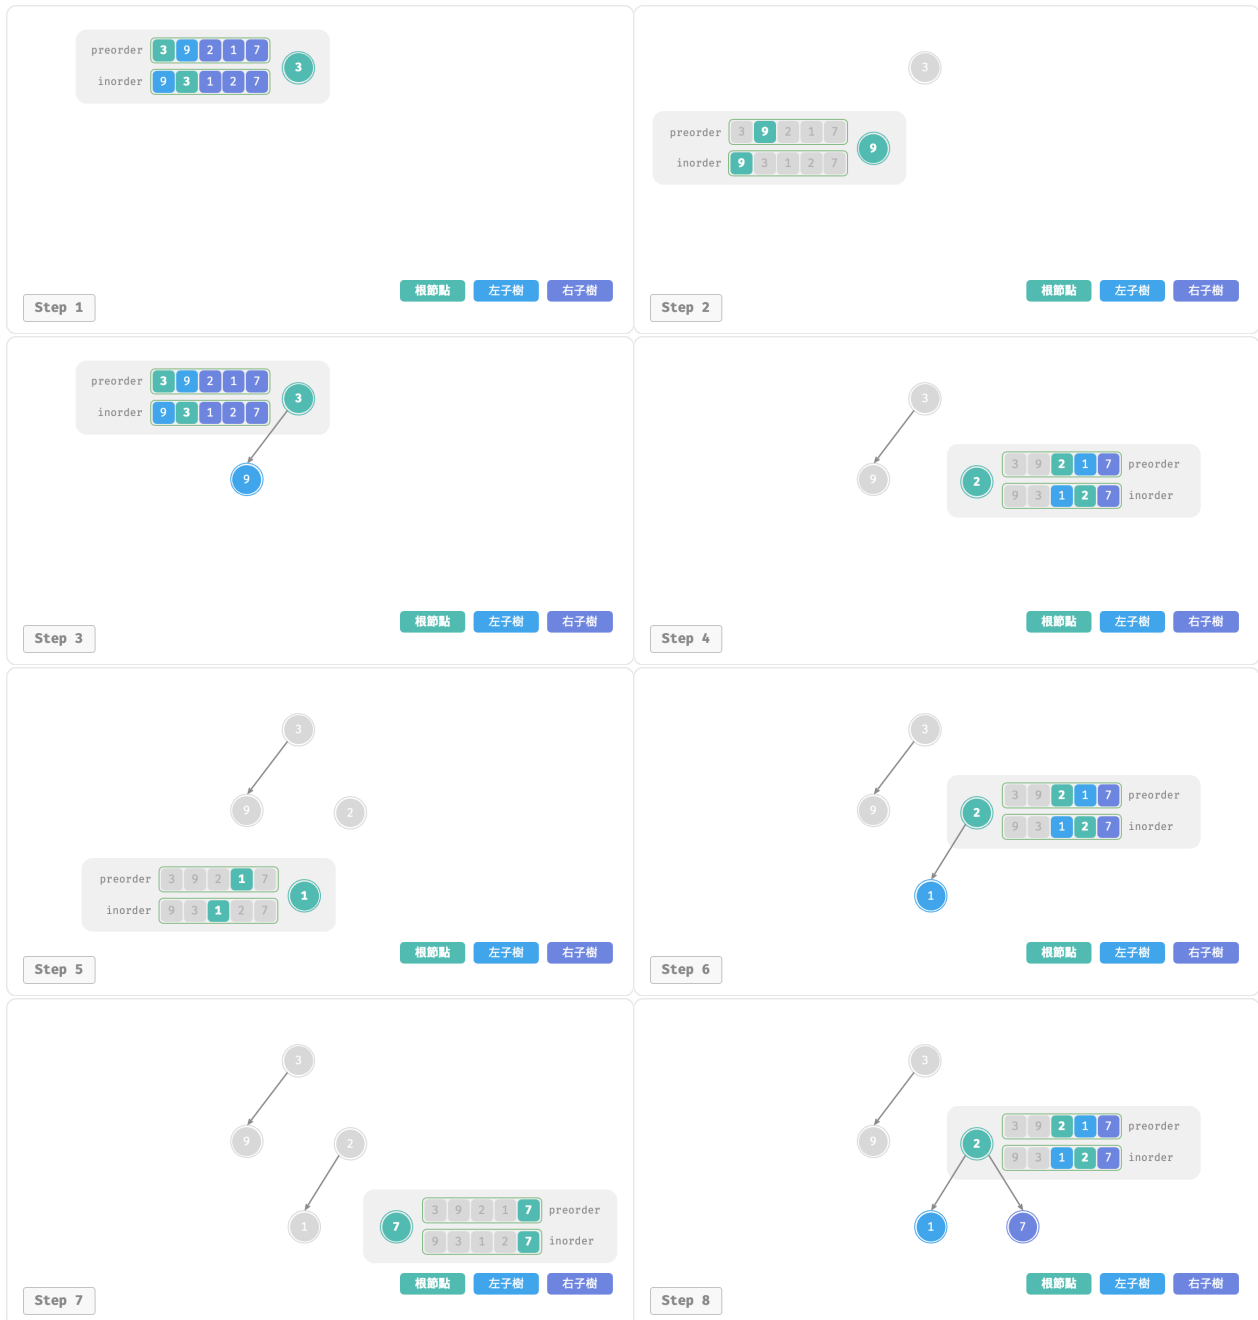 preorder 3 9 2 1 7
3
inorder 9 3 1 2 7
根節點 左子樹 右子樹
Step 1
3
preorder 3 9 2 1 7
9
inorder 9 3 1 2 7
根節點 左子樹 右子樹
Step 2
preorder 3 9 2 1 7
3
inorder 9 3 1 2 7
9
根節點 左子樹 右子樹
Step 3
3
3 9 2 1 7 preorder
9 2
9 3 1 2 7 inorder
根節點 左子樹 右子樹
Step 4
3
9 2
preorder 3 9 2 1 7
1
inorder 9 3 1 2 7
根節點 左子樹 右子樹
Step 5
3
3 9 2 1 7 preorder
9 2
9 3 1 2 7 inorder
1
根節點 左子樹 右子樹
Step 6
3
9 2
3 9 2 1 7 preorder
1 7
9 3 1 2 7 inorder
根節點 左子樹 右子樹
Step 7
3
3 9 2 1 7 preorder
9 2
9 3 1 2 7 inorder
1 7
根節點 左子樹 右子樹
Step 8